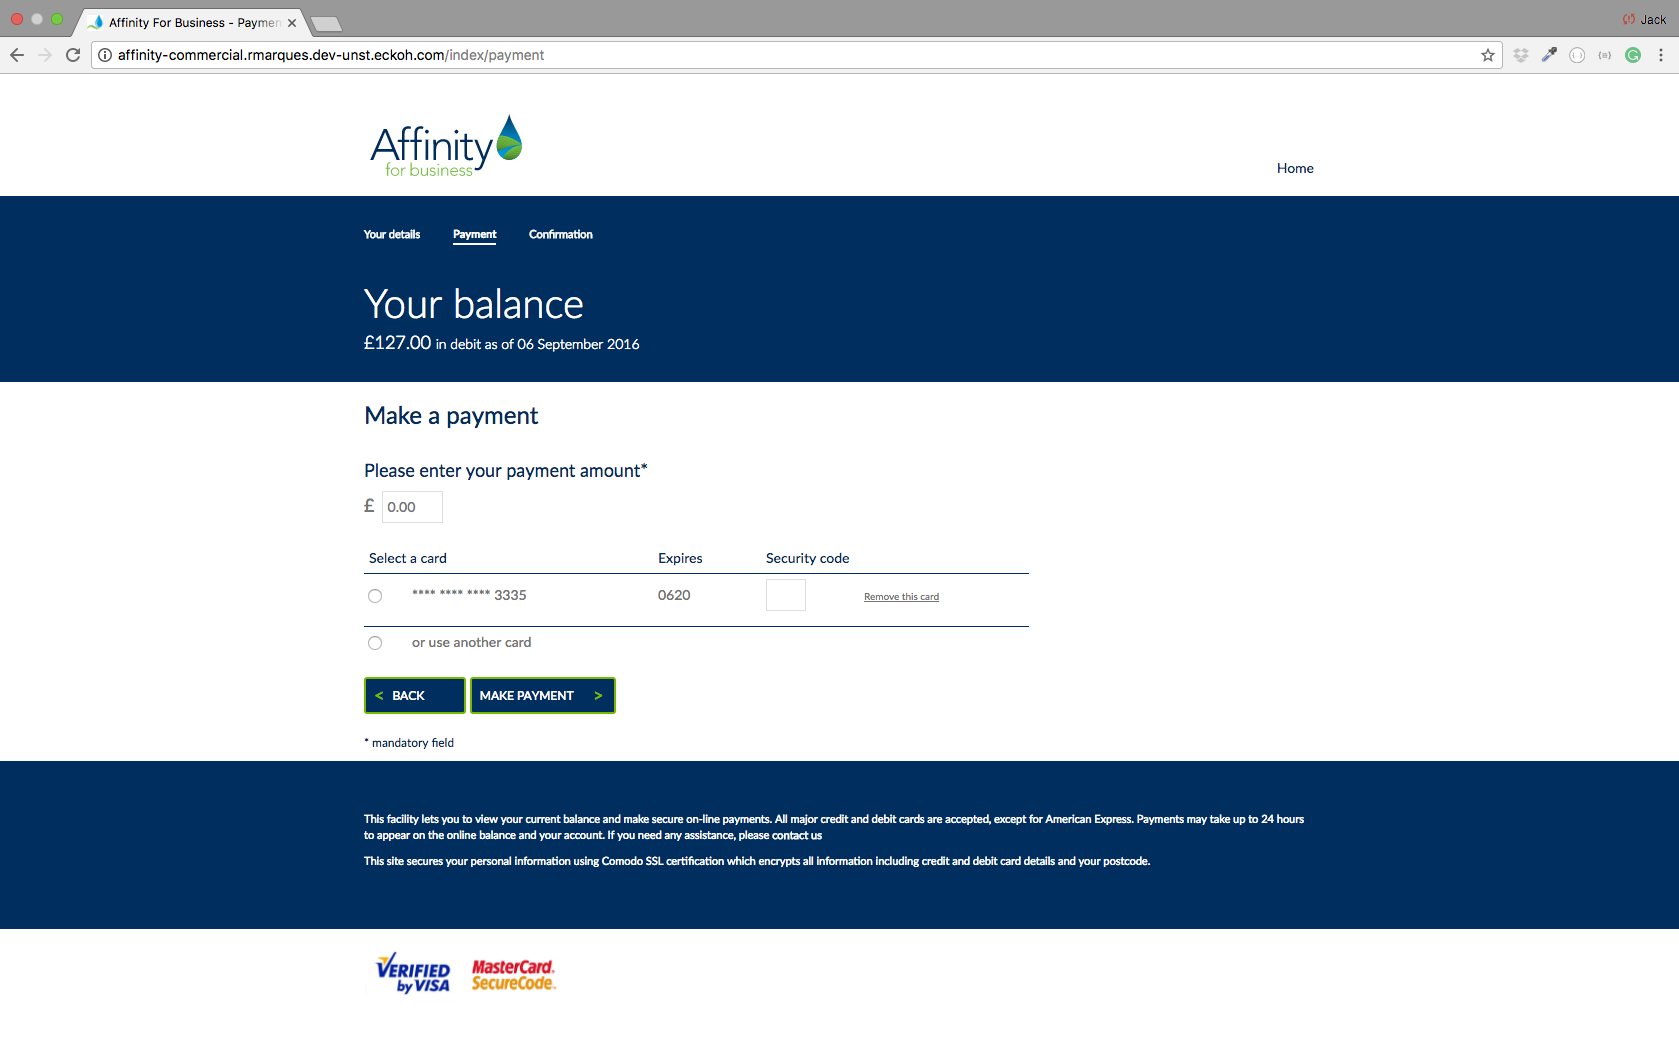 Affinity For Business - Paymen
Jack
affinity-commercial.rmarques.dev-unst.eckoh.com/index/payment
Affinity
for business
Home
Your details Payment Confirmation
Your balance
£127.00 in debit as of 06 September 2016
Make a payment
Please enter your payment amount*
£ 0.00
Select a card Expires Security code
**** **** **** 3335 0620 Remove this card
or use another card
< BACK MAKE PAYMENT >
* mandatory field
This facility lets you to view your current balance and make secure on-line payments. All major credit and debit cards are accepted, except for American Express. Payments may take up to 24 hours
to appear on the online balance and your account. If you need any assistance, please contact us
This site secures your personal information using Comodo SSL certification which encrypts all information including credit and debit card details and your postcode.
VERIFIED
by VISA
MasterCard.
SecureCode.